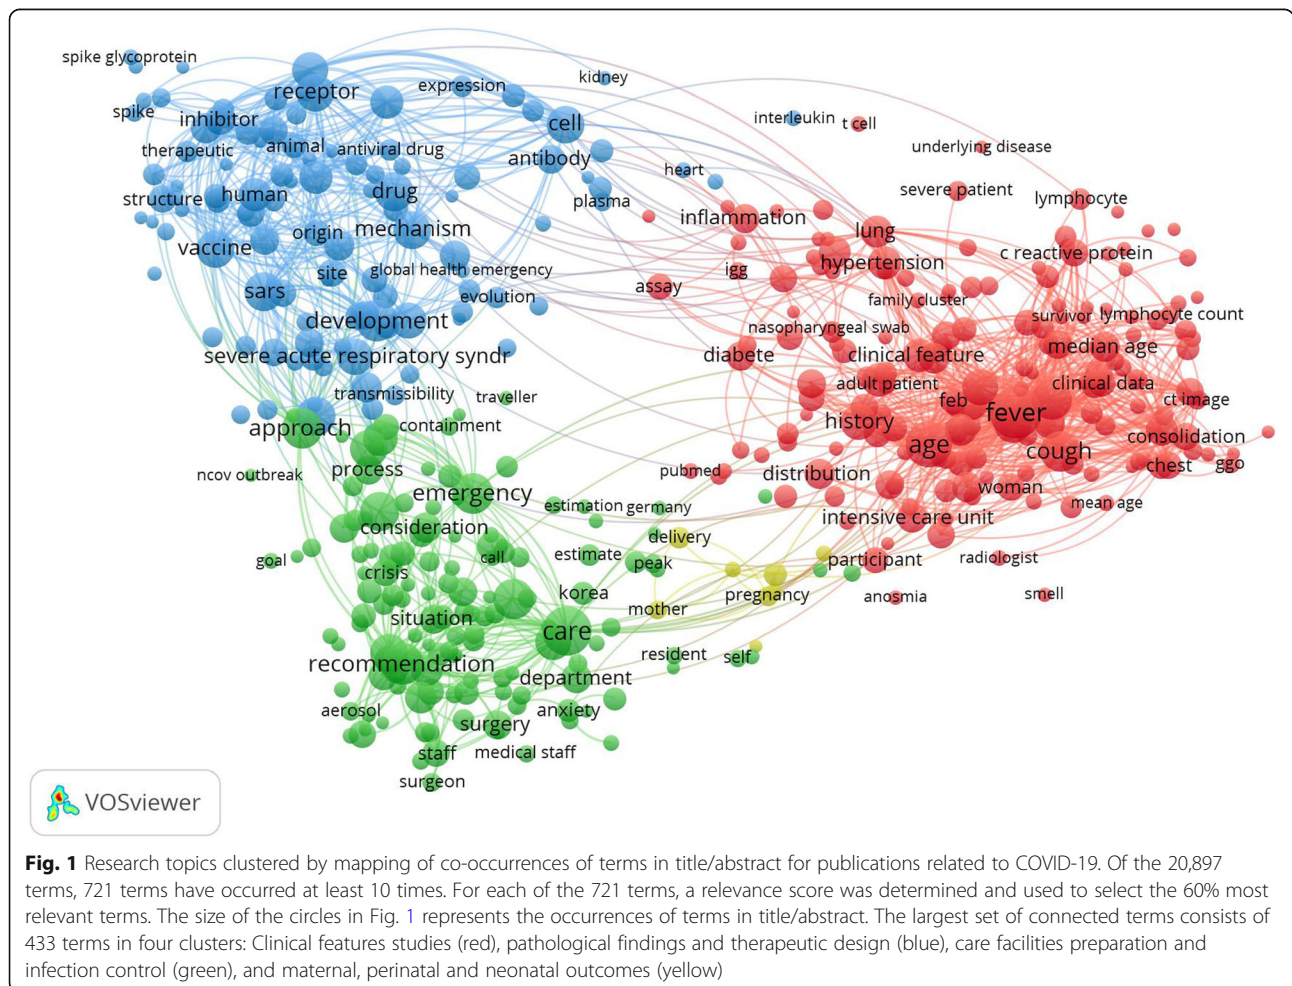 spike glycoprotein
receptor
expression
kidney
spike
inhibitor
cell
interleukin
t cell
therapeutic
animal
antiviral drug
antibody
underlying disease
heart
structure
human
drug
plasma
severe patient
lymphocyte
inflammation
origin
mechanism
lung
vaccine
site
global health emergency
igg
hypertension
c reactive protein
sars
evolution
assay
family cluster
development
nasopharyngeal swab
survivor
lymphocyte count
severe acute respiratory syndr
diabete
clinical feature
median age
transmissibility
traveller
adult patient
feb
clinical data
ct image
approach
containment
history
fever
process
age
cough
consolidation
ncov outbreak
pubmed
distribution
chest
ggo
emergency
woman
estimation
germany
mean age
consideration
intensive care unit
delivery
goal
call
estimate
peak
participant
radiologist
crisis
korea
mother
pregnancy
anosmia
smell
situation
care
recommendation
resident
self
department
aerosol
anxiety
surgery
staff
medical staff
surgeon
VOSviewer
Fig. 1 Research topics clustered by mapping of co-occurrences of terms in title/abstract for publications related to COVID-19. Of the 20,897
terms, 721 terms have occurred at least 10 times. For each of the 721 terms, a relevance score was determined and used to select the 60% most
relevant terms. The size of the circles in Fig. 1 represents the occurrences of terms in title/abstract. The largest set of connected terms consists of
433 terms in four clusters: Clinical features studies (red), pathological findings and therapeutic design (blue), care facilities preparation and
infection control (green), and maternal, perinatal and neonatal outcomes (yellow)